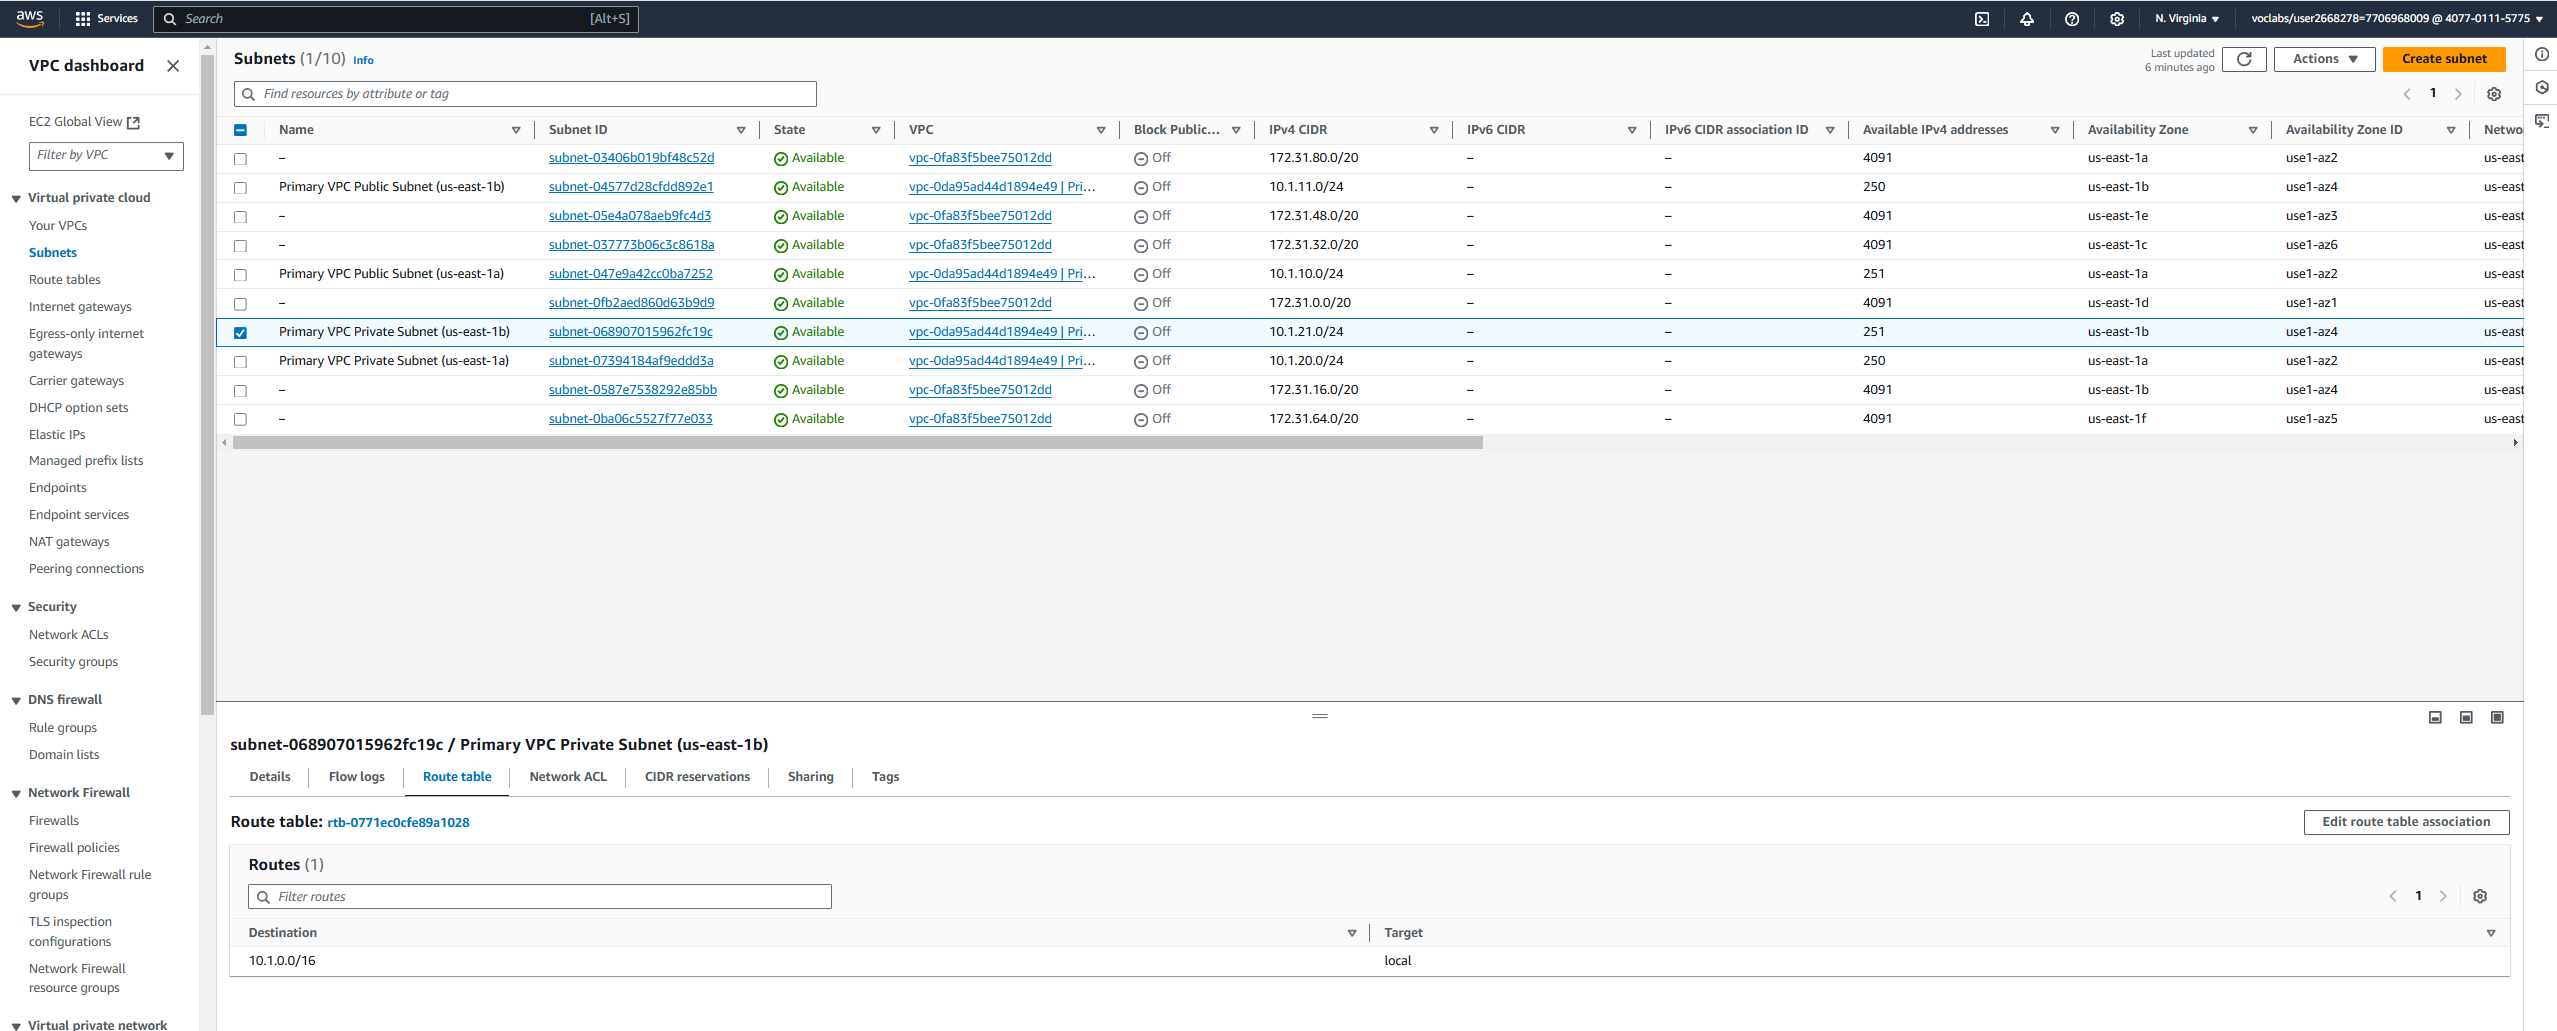 aws
Services
Search
[Alt+S]
N. Virginia
voclabs/user2668278=7706968009 @ 4077-0111-5775
VPC dashboard
EC2 Global View
Filter by VPC
Virtual private cloud
Your VPCs
Subnets
Route tables
Internet gateways
Egress-only internet
gateways
Carrier gateways
DHCP option sets
Elastic IPs
Managed prefix lists
Endpoints
Endpoint services
NAT gateways
Peering connections
Security
Network ACLs
Security groups
DNS firewall
Rule groups
Domain lists
Network Firewall
Firewalls
Firewall policies
Network Firewall rule
groups
TLS inspection
configurations
Network Firewall
resource groups
Virtual private network
Subnets (1/10) Info
Last updated
6 minutes ago
Actions
Create subnet
Find resources by attribute or tag
1
Name Subnet ID State VPC Block Public... IPv4 CIDR IPv6 CIDR IPv6 CIDR association ID Available IPv4 addresses Availability Zone Availability Zone ID Netwo
– subnet-03406b019bf48c52d Available vpc-0fa83f5bee75012dd Off 172.31.80.0/20 – – 4091 us-east-1a use1-az2 us-east
Primary VPC Public Subnet (us-east-1b) subnet-04577d28cfdd892e1 Available vpc-0da95ad44d1894e49 | Pri... Off 10.1.11.0/24 – – 250 us-east-1b use1-az4 us-east
– subnet-05e4a078aeb9fc4d3 Available vpc-0fa83f5bee75012dd Off 172.31.48.0/20 – – 4091 us-east-1e use1-az3 us-east
– subnet-037773b06c3c8618a Available vpc-0fa83f5bee75012dd Off 172.31.32.0/20 – – 4091 us-east-1c use1-az6 us-east
Primary VPC Public Subnet (us-east-1a) subnet-047e9a42cc0ba7252 Available vpc-0da95ad44d1894e49 | Pri... Off 10.1.10.0/24 – – 251 us-east-1a use1-az2 us-east
– subnet-0fb2aed860d63b9d9 Available vpc-0fa83f5bee75012dd Off 172.31.0.0/20 – – 4091 us-east-1d use1-az1 us-east
Primary VPC Private Subnet (us-east-1b) subnet-068907015962fc19c Available vpc-0da95ad44d1894e49 | Pri... Off 10.1.21.0/24 – – 251 us-east-1b use1-az4 us-east
Primary VPC Private Subnet (us-east-1a) subnet-07394184af9eddd3a Available vpc-0da95ad44d1894e49 | Pri... Off 10.1.20.0/24 – – 250 us-east-1a use1-az2 us-east
– subnet-0587e7538292e85bb Available vpc-0fa83f5bee75012dd Off 172.31.16.0/20 – – 4091 us-east-1b use1-az4 us-east
– subnet-0ba06c5527f77e033 Available vpc-0fa83f5bee75012dd Off 172.31.64.0/20 – – 4091 us-east-1f use1-az5 us-east
subnet-068907015962fc19c / Primary VPC Private Subnet (us-east-1b)
Details Flow logs Route table Network ACL CIDR reservations Sharing Tags
Route table: rtb-0771ec0cfe89a1028
Edit route table association
Routes (1)
Filter routes
1
Destination Target
10.1.0.0/16 local